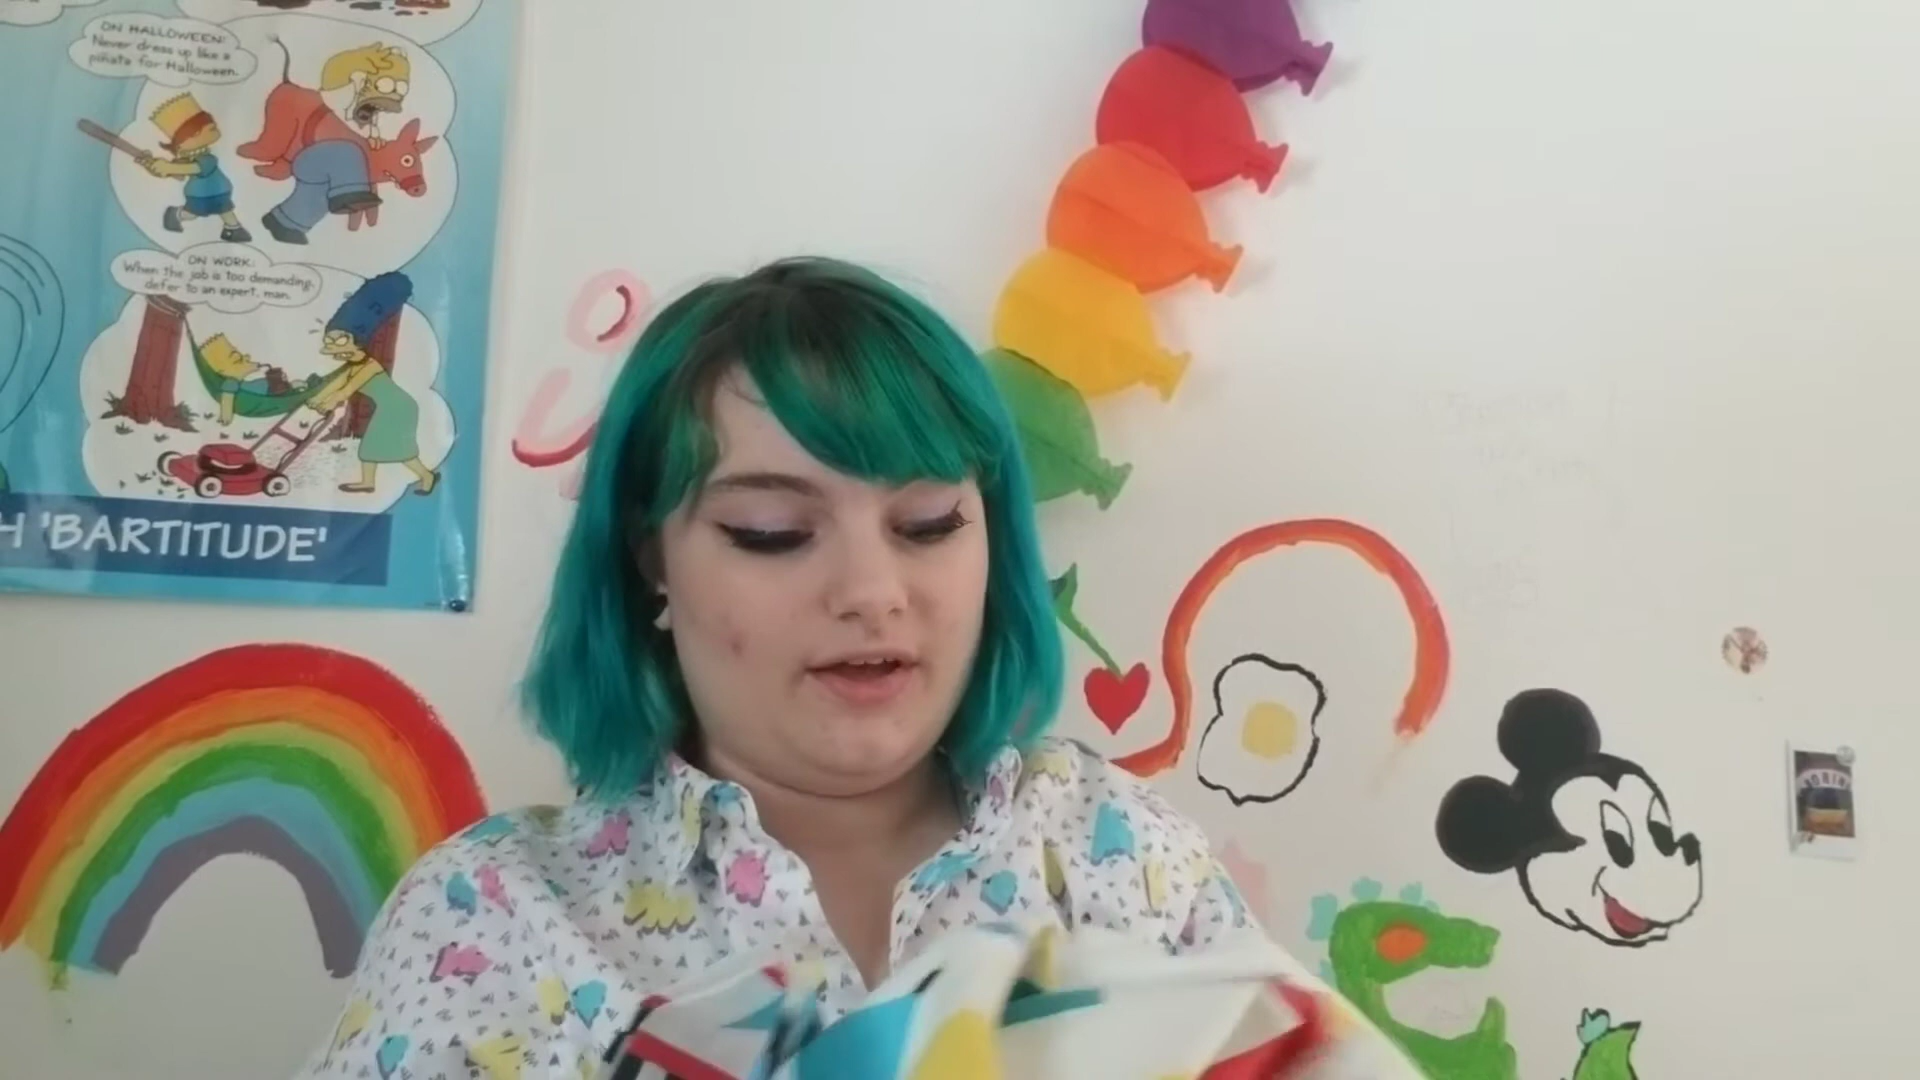 ON HALLOWEEN:
Never dress up like a
piñata for Halloween.
ON WORK:
When the job is too demanding,
defer to an expert, man.
H 'BARTITUDE'